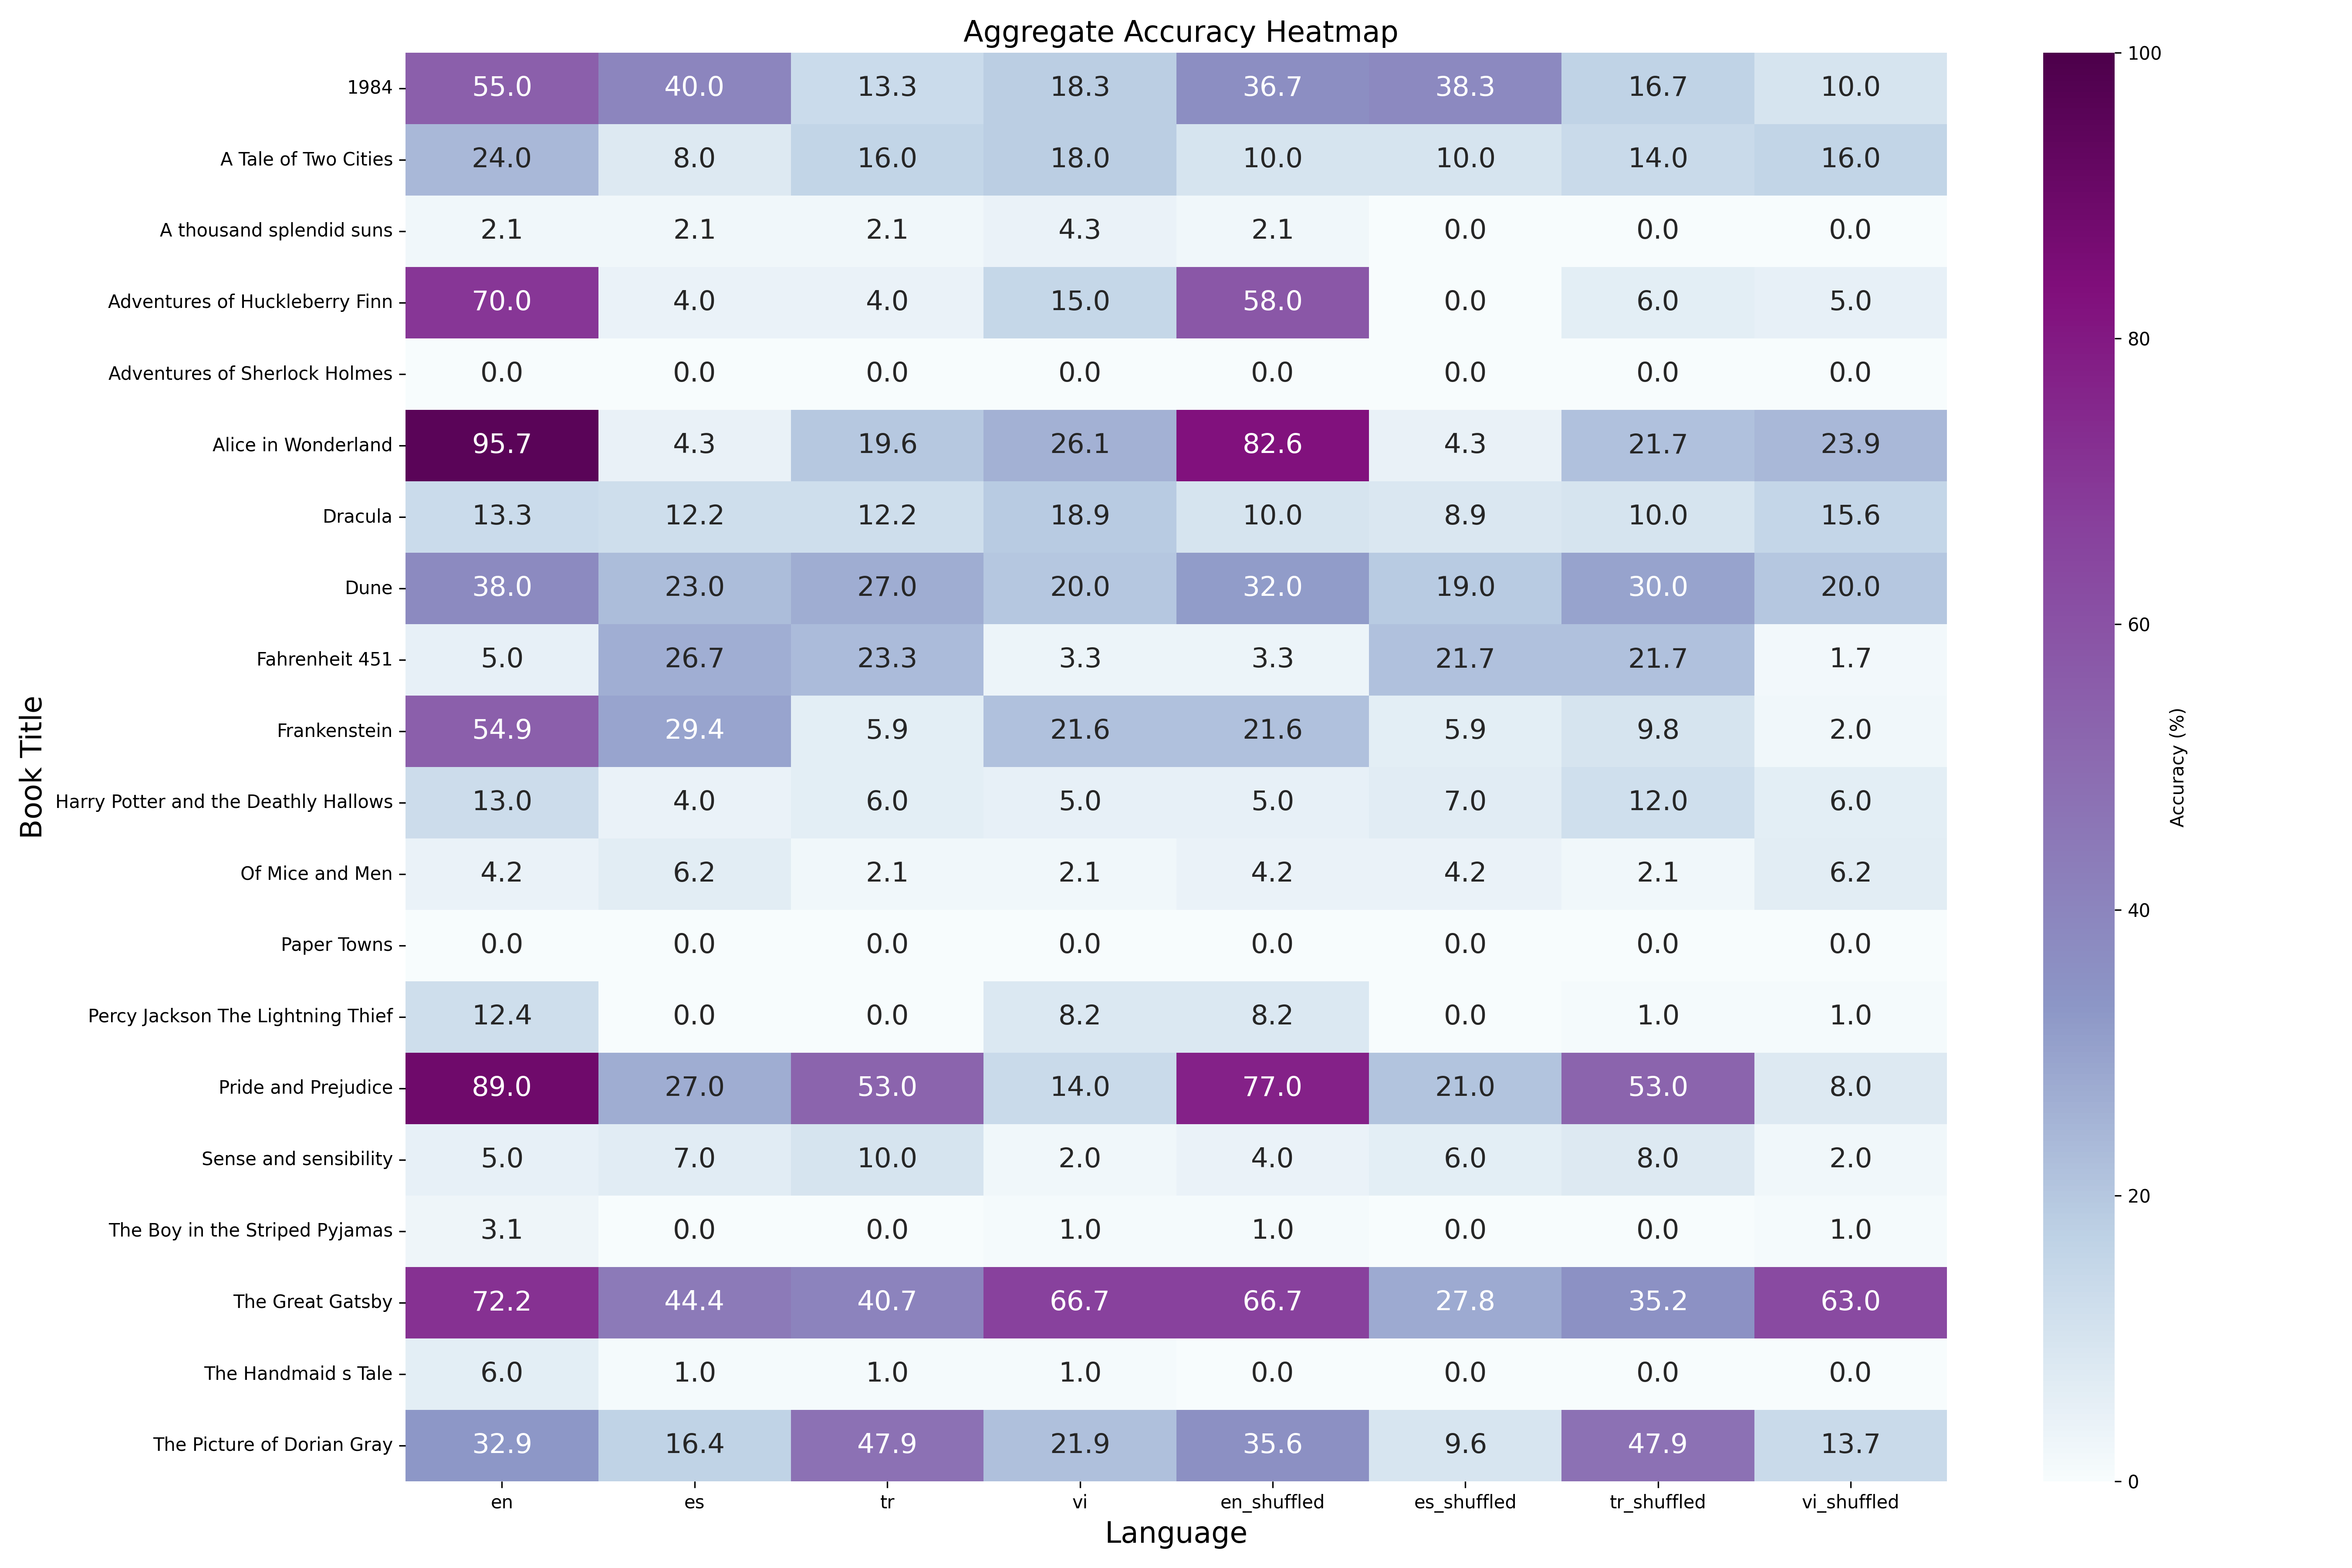 Aggregate Accuracy Heatmap
Book Title
1984 55.0 40.0 13.3 18.3 36.7 38.3 16.7 10.0
A Tale of Two Cities 24.0 8.0 16.0 18.0 10.0 10.0 14.0 16.0
A thousand splendid suns 2.1 2.1 2.1 4.3 2.1 0.0 0.0 0.0
Adventures of Huckleberry Finn 70.0 4.0 4.0 15.0 58.0 0.0 6.0 5.0
Adventures of Sherlock Holmes 0.0 0.0 0.0 0.0 0.0 0.0 0.0 0.0
Alice in Wonderland 95.7 4.3 19.6 26.1 82.6 4.3 21.7 23.9
Dracula 13.3 12.2 12.2 18.9 10.0 8.9 10.0 15.6
Dune 38.0 23.0 27.0 20.0 32.0 19.0 30.0 20.0
Fahrenheit 451 5.0 26.7 23.3 3.3 3.3 21.7 21.7 1.7
Frankenstein 54.9 29.4 5.9 21.6 21.6 5.9 9.8 2.0
Harry Potter and the Deathly Hallows 13.0 4.0 6.0 5.0 5.0 7.0 12.0 6.0
Of Mice and Men 4.2 6.2 2.1 2.1 4.2 4.2 2.1 6.2
Paper Towns 0.0 0.0 0.0 0.0 0.0 0.0 0.0 0.0
Percy Jackson The Lightning Thief 12.4 0.0 0.0 8.2 8.2 0.0 1.0 1.0
Pride and Prejudice 89.0 27.0 53.0 14.0 77.0 21.0 53.0 8.0
Sense and sensibility 5.0 7.0 10.0 2.0 4.0 6.0 8.0 2.0
The Boy in the Striped Pyjamas 3.1 0.0 0.0 1.0 1.0 0.0 0.0 1.0
The Great Gatsby 72.2 44.4 40.7 66.7 66.7 27.8 35.2 63.0
The Handmaid s Tale 6.0 1.0 1.0 1.0 0.0 0.0 0.0 0.0
The Picture of Dorian Gray 32.9 16.4 47.9 21.9 35.6 9.6 47.9 13.7
en es tr vi en_shuffled es_shuffled tr_shuffled vi_shuffled
Language
100
80
60
40
20
0
Accuracy (%)